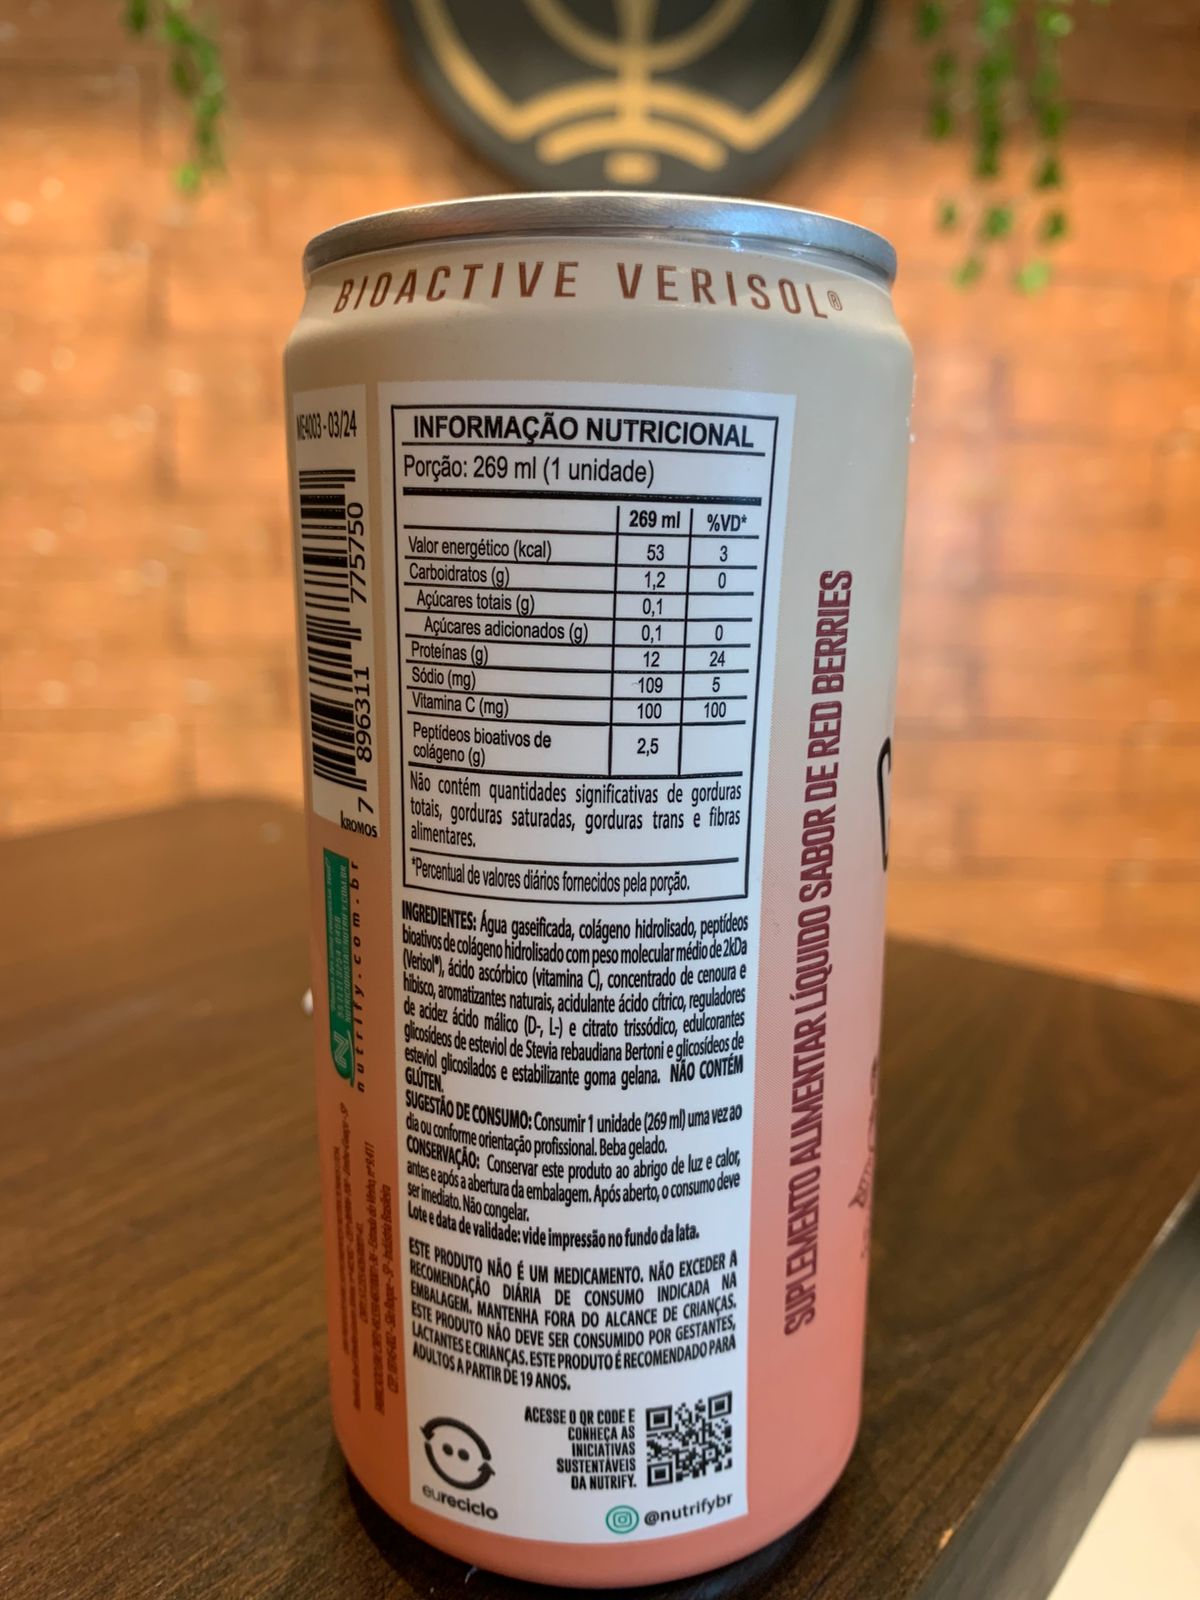 BIOACTIVE VERISOL®
ME4003 - 03/24
7 896311 775750
KROMOS
nutrify.com.br
INFORMAÇÃO NUTRICIONAL
Porção: 269 ml (1 unidade)
269 ml %VD*
Valor energético (kcal) 53 3
Carboidratos (g) 1,2 0
Açúcares totais (g) 0,1
Açúcares adicionados (g) 0,1 0
Proteínas (g) 12 24
Sódio (mg) 109 5
Vitamina C (mg) 100 100
Peptídeos bioativos de
colágeno (g) 2,5
Não contém quantidades significativas de gorduras
totais, gorduras saturadas, gorduras trans e fibras
alimentares.
*Percentual de valores diários fornecidos pela porção.
INGREDIENTES: Água gaseificada, colágeno hidrolisado, peptídeos
bioativos de colágeno hidrolisado com peso molecular médio de 2kDa
(Verisol®), ácido ascórbico (vitamina C), concentrado de cenoura e
hibisco, aromatizantes naturais, acidulante ácido cítrico, reguladores
de acidez ácido málico (D-, L-) e citrato trissódico, edulcorantes
glicosídeos de esteviol de Stevia rebaudiana Bertoni e glicosídeos de
esteviol glicosilados e estabilizante goma gelana. NÃO CONTÉM
GLÚTEN.
SUGESTÃO DE CONSUMO: Consumir 1 unidade (269 ml) uma vez ao
dia ou conforme orientação profissional. Beba gelado.
CONSERVAÇÃO: Conservar este produto ao abrigo de luz e calor,
antes e após a abertura da embalagem. Após aberto, o consumo deve
ser imediato. Não congelar.
Lote e data de validade: vide impressão no fundo da lata.
ESTE PRODUTO NÃO É UM MEDICAMENTO. NÃO EXCEDER A
RECOMENDAÇÃO DIÁRIA DE CONSUMO INDICADA NA
EMBALAGEM. MANTENHA FORA DO ALCANCE DE CRIANÇAS.
ESTE PRODUTO NÃO DEVE SER CONSUMIDO POR GESTANTES,
LACTANTES E CRIANÇAS. ESTE PRODUTO É RECOMENDADO PARA
ADULTOS A PARTIR DE 19 ANOS.
eureciclo
ACESSE O QR CODE E
CONHEÇA AS
INICIATIVAS
SUSTENTÁVEIS
DA NUTRIFY.
@nutrifybr
SUPLEMENTO ALIMENTAR LÍQUIDO SABOR DE RED BERRIES